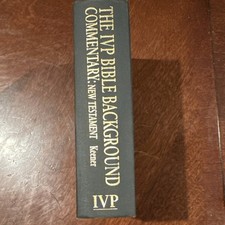 THE IVP BIBLE BACKGROUND
COMMENTARY: NEW TESTAMENT Keener
IVP